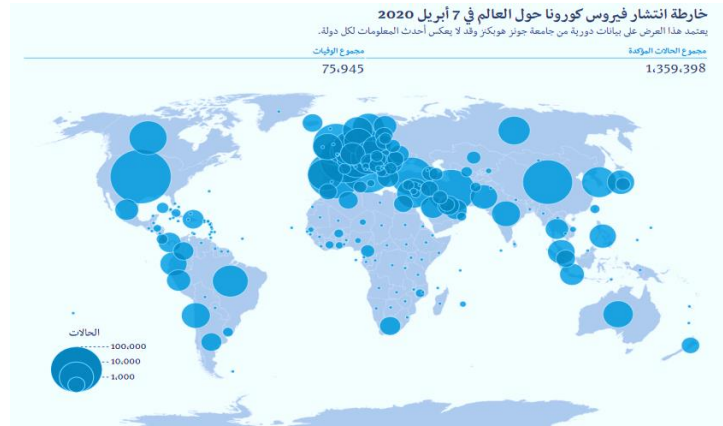 خارطة انتشار فيروس كورونا حول العالم في 7 أبريل 2020
يعتمد هذا العرض على بيانات دورية من جامعة جونز هوبكنز وقد لا يعكس أحدث المعلومات لكل دولة.
مجموع الحالات المؤكدة
مجموع الوفيات
1،359،398
75،945
الحالات
100،000
10،000
1،000